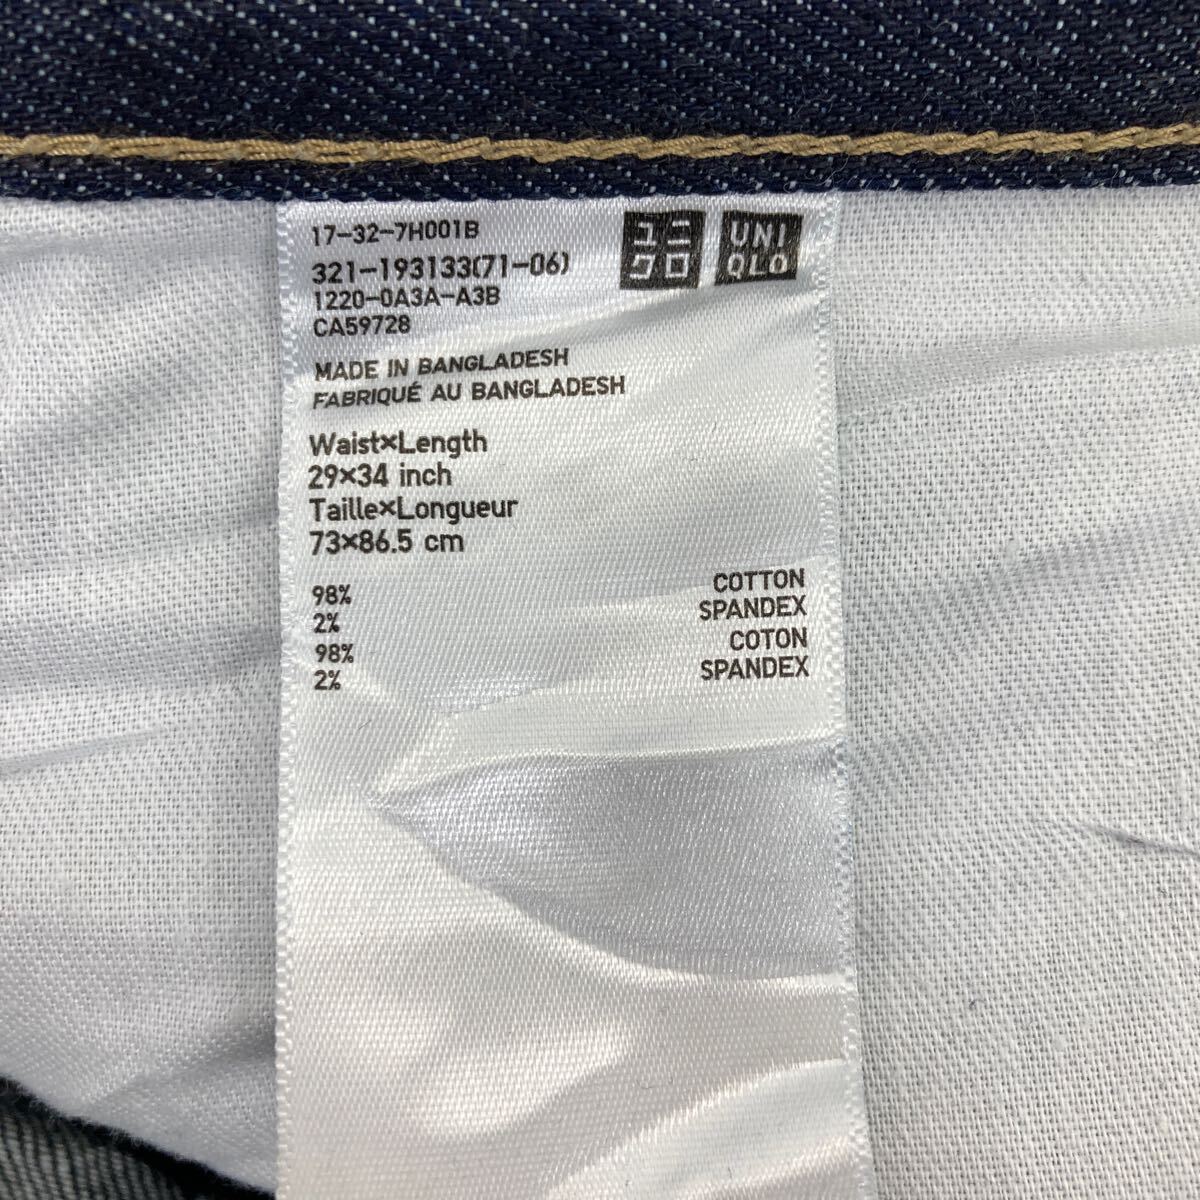 17-32-7H001B
321-193133(71-06)
1220-0A3A-A3B
CA59728
ユニ
クロ
UNI
QLO
MADE IN BANGLADESH
FABRIQUÉ AU BANGLADESH
Waist×Length
29×34 inch
Taille×Longueur
73×86.5 cm
98% COTTON
2% SPANDEX
98% COTON
2% SPANDEX